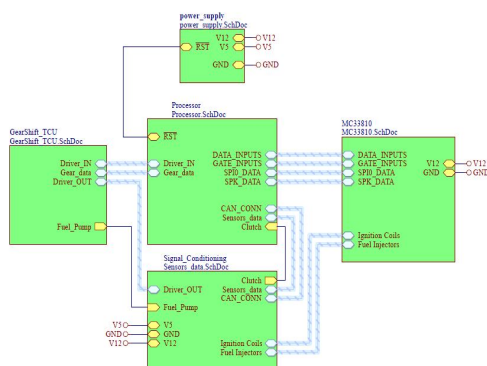 power_supply
power_supply.SchDoc
V12 V12
RST V5 V5
GND GND
Processor
Processor.SchDoc
RST
DATA_INPUTS
Driver_IN GATE_INPUTS
Gear_data SPI0_DATA
SPK_DATA
CAN_CONN
Sensors_data
Clutch
GearShift_TCU
GearShift_TCU.SchDoc
Driver_IN
Gear_data
Driver_OUT
Fuel_Pump
MC33810
MC33810.SchDoc
DATA_INPUTS
GATE_INPUTS V12 V12
SPI0_DATA GND GND
SPK_DATA
Ignition Coils
Fuel Injectors
Signal_Conditioning
Sensors_data.SchDoc
Clutch
Driver_OUT Sensors_data
CAN_CONN
Fuel_Pump
V5 V5
GND GND
V12 V12
Ignition Coils
Fuel Injectors